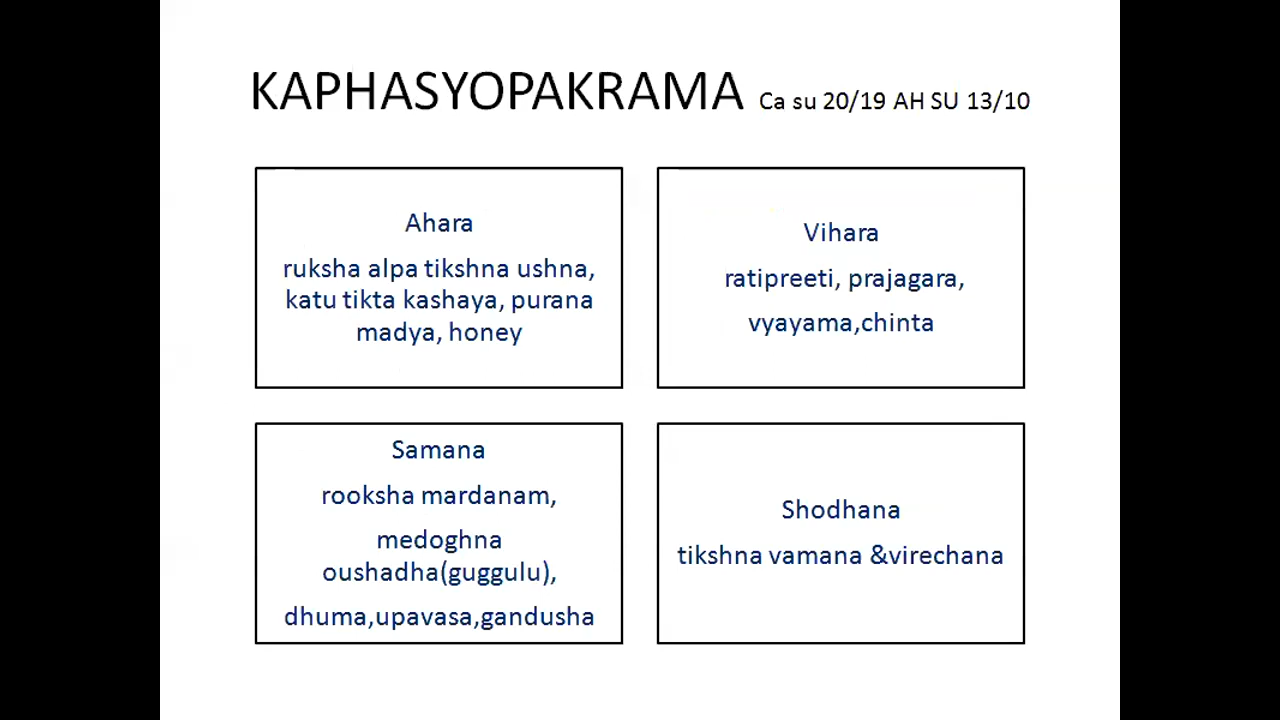 KAPHASYOPAKRAMA Ca su 20/19 AH SU 13/10
Ahara
ruksha alpa tikshna ushna,
katu tikta kashaya, purana
madya, honey
Vihara
ratipreeti, prajagara,
vyayama,chinta
Samana
rooksha mardanam,
medoghna
oushadha(guggulu),
dhuma,upavasa,gandusha
Shodhana
tikshna vamana &virechana